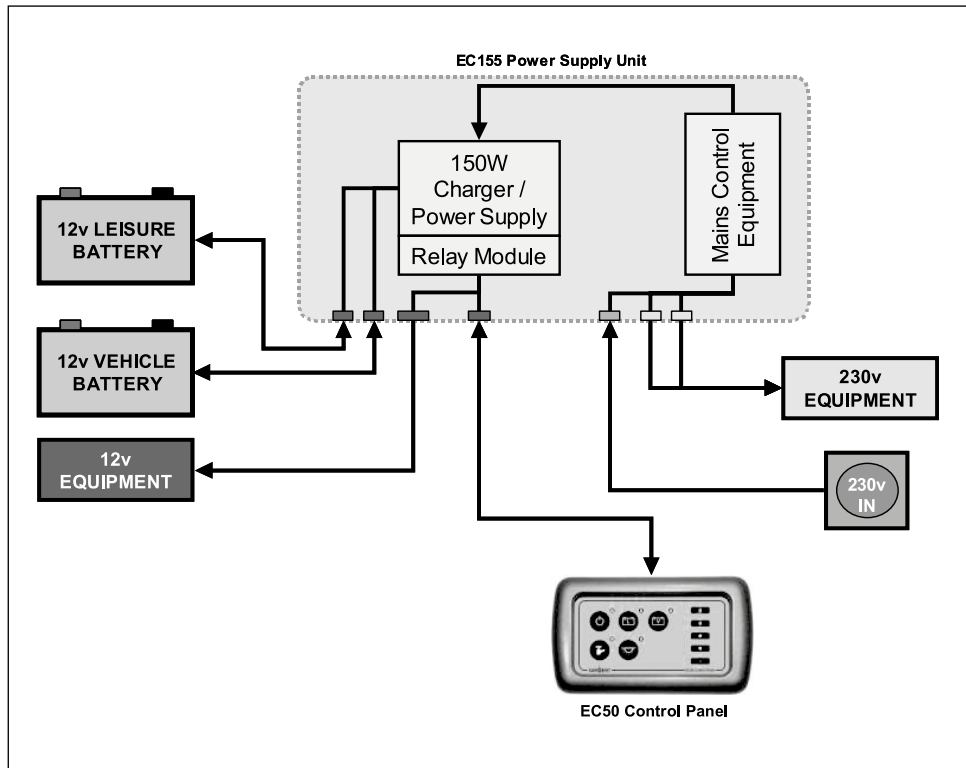 EC155 Power Supply Unit
150W
Charger /
Power Supply
Relay Module
Mains Control
Equipment
12v LEISURE
BATTERY
12v VEHICLE
BATTERY
12v
EQUIPMENT
230v
EQUIPMENT
230v
IN
EC50 Control Panel